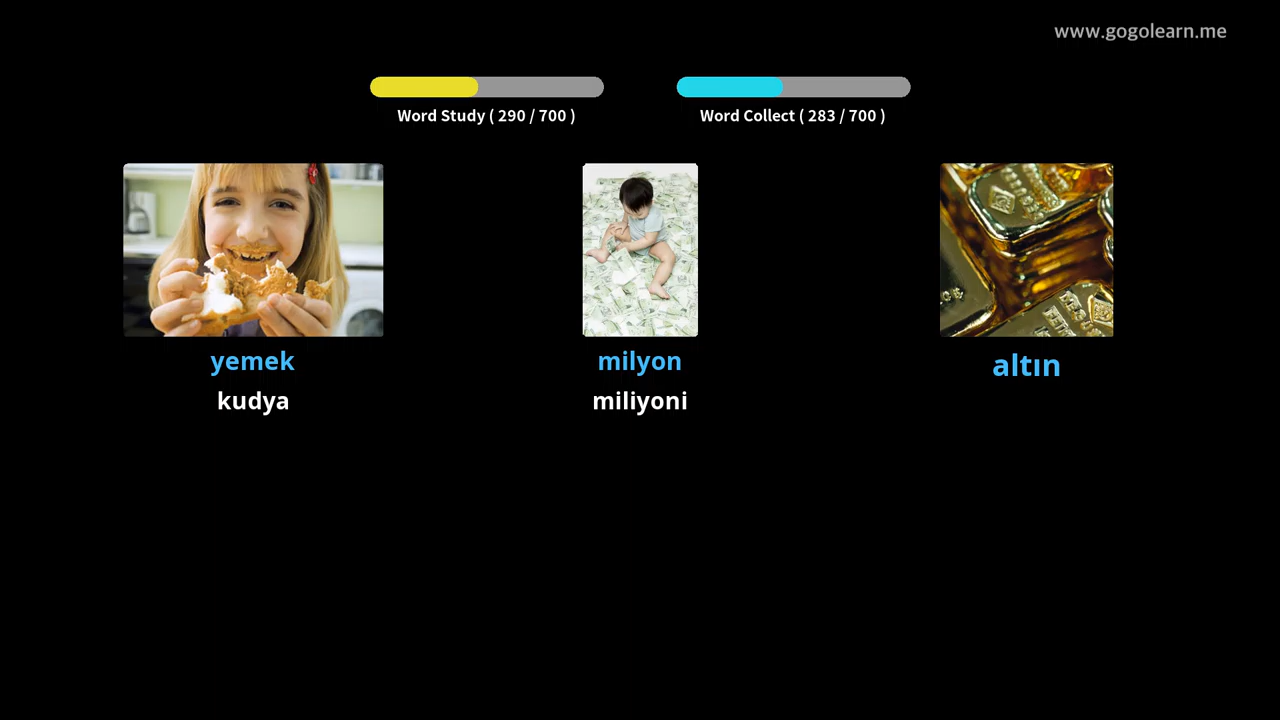 www.gogolearn.me
Word Study ( 290 / 700 )
Word Collect ( 283 / 700 )
yemek
kudya
milyon
miliyoni
altın